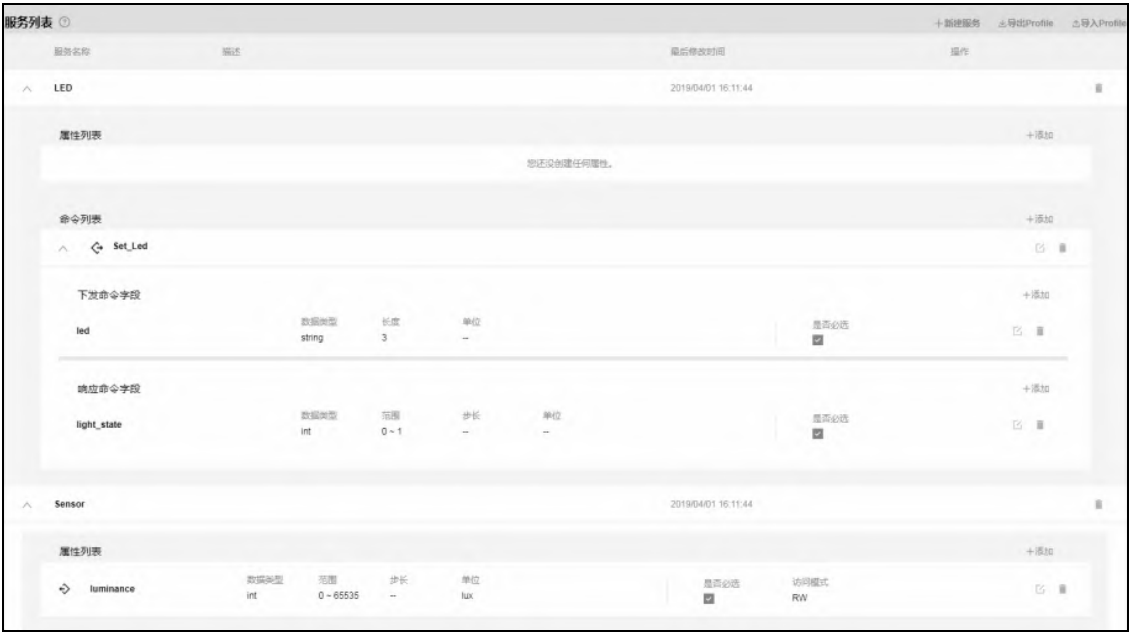 服务列表 ? +新建服务 导出Profile 导入Profile
服务名称 描述 最后修改时间 操作
LED 2019/04/01 16:11:44
属性列表 +添加
您还没创建任何属性。
命令列表 +添加
Set_Led
下发命令字段 +添加
数据类型 长度 单位 是否必选
led string 3 --
响应命令字段 +添加
数据类型 范围 步长 单位 是否必选
light_state int 0 ~ 1 -- --
Sensor 2019/04/01 16:11:44
属性列表 +添加
数据类型 范围 步长 单位 是否必选 访问模式
luminance int 0 ~ 65535 -- lux RW